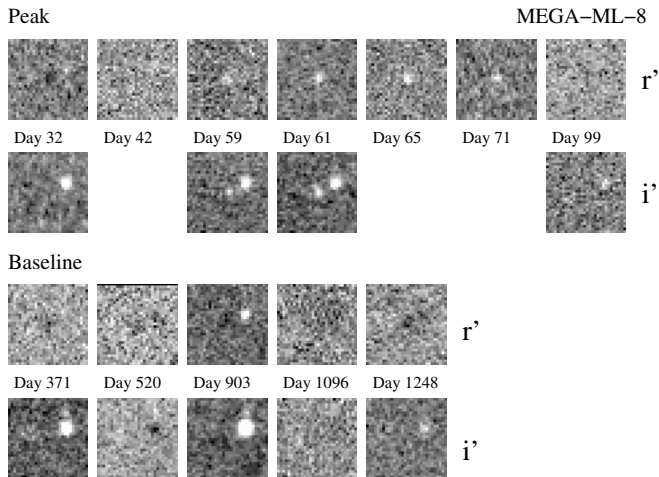 Peak MEGA−ML−8
r’
Day 32 Day 42 Day 59 Day 61 Day 65 Day 71 Day 99
i’
Baseline
r’
Day 371 Day 520 Day 903 Day 1096 Day 1248
i’